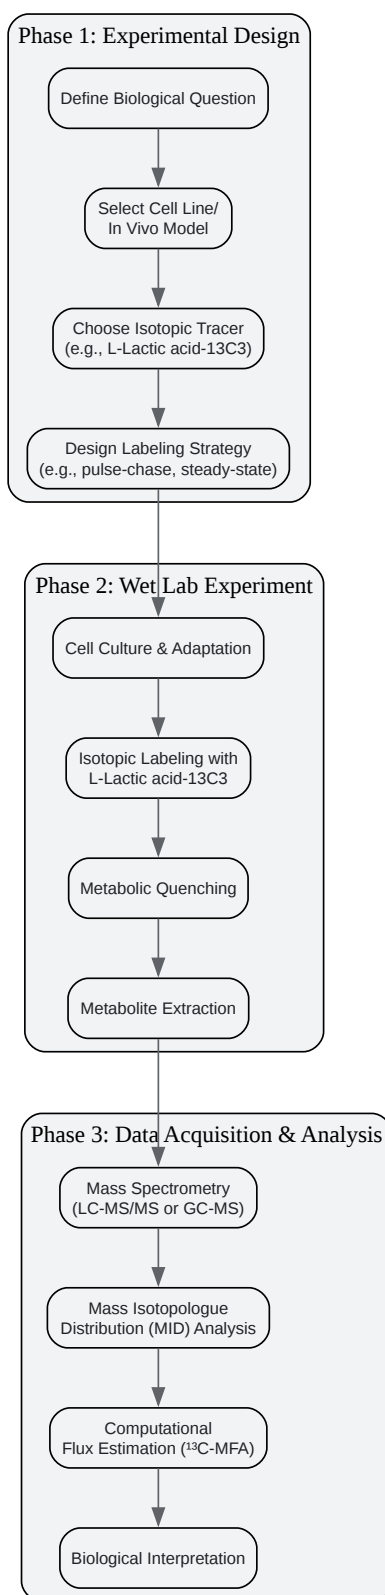 Phase 1: Experimental Design
Define Biological Question
Select Cell Line/
In Vivo Model
Choose Isotopic Tracer
(e.g., L-Lactic acid-13C3)
Design Labeling Strategy
(e.g., pulse-chase, steady-state)
Phase 2: Wet Lab Experiment
Cell Culture & Adaptation
Isotopic Labeling with
L-Lactic acid-13C3
Metabolic Quenching
Metabolite Extraction
Phase 3: Data Acquisition & Analysis
Mass Spectrometry
(LC-MS/MS or GC-MS)
Mass Isotopologue
Distribution (MID) Analysis
Computational
Flux Estimation (¹³C-MFA)
Biological Interpretation